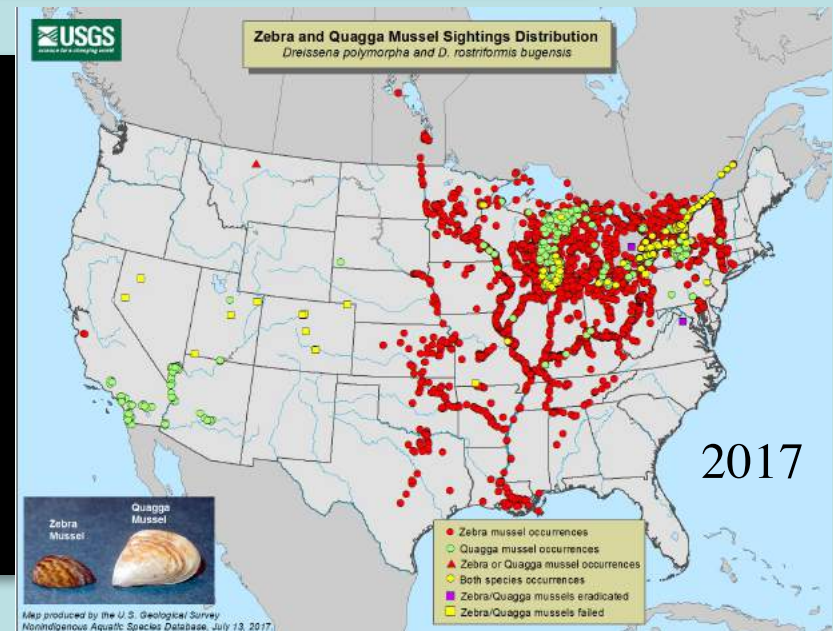 USGS
science for a changing world
Zebra and Quagga Mussel Sightings Distribution
Dreissena polymorpha and D. rostriformis bugensis
2017
Zebra
Mussel
Quagga
Mussel
Zebra mussel occurrences
Quagga mussel occurrences
Zebra or Quagga mussel occurrences
Both species occurrences
Zebra/Quagga mussels eradicated
Zebra/Quagga mussels failed
Map produced by the U.S. Geological Survey
Nonindigenous Aquatic Species Database, July 13, 2017.